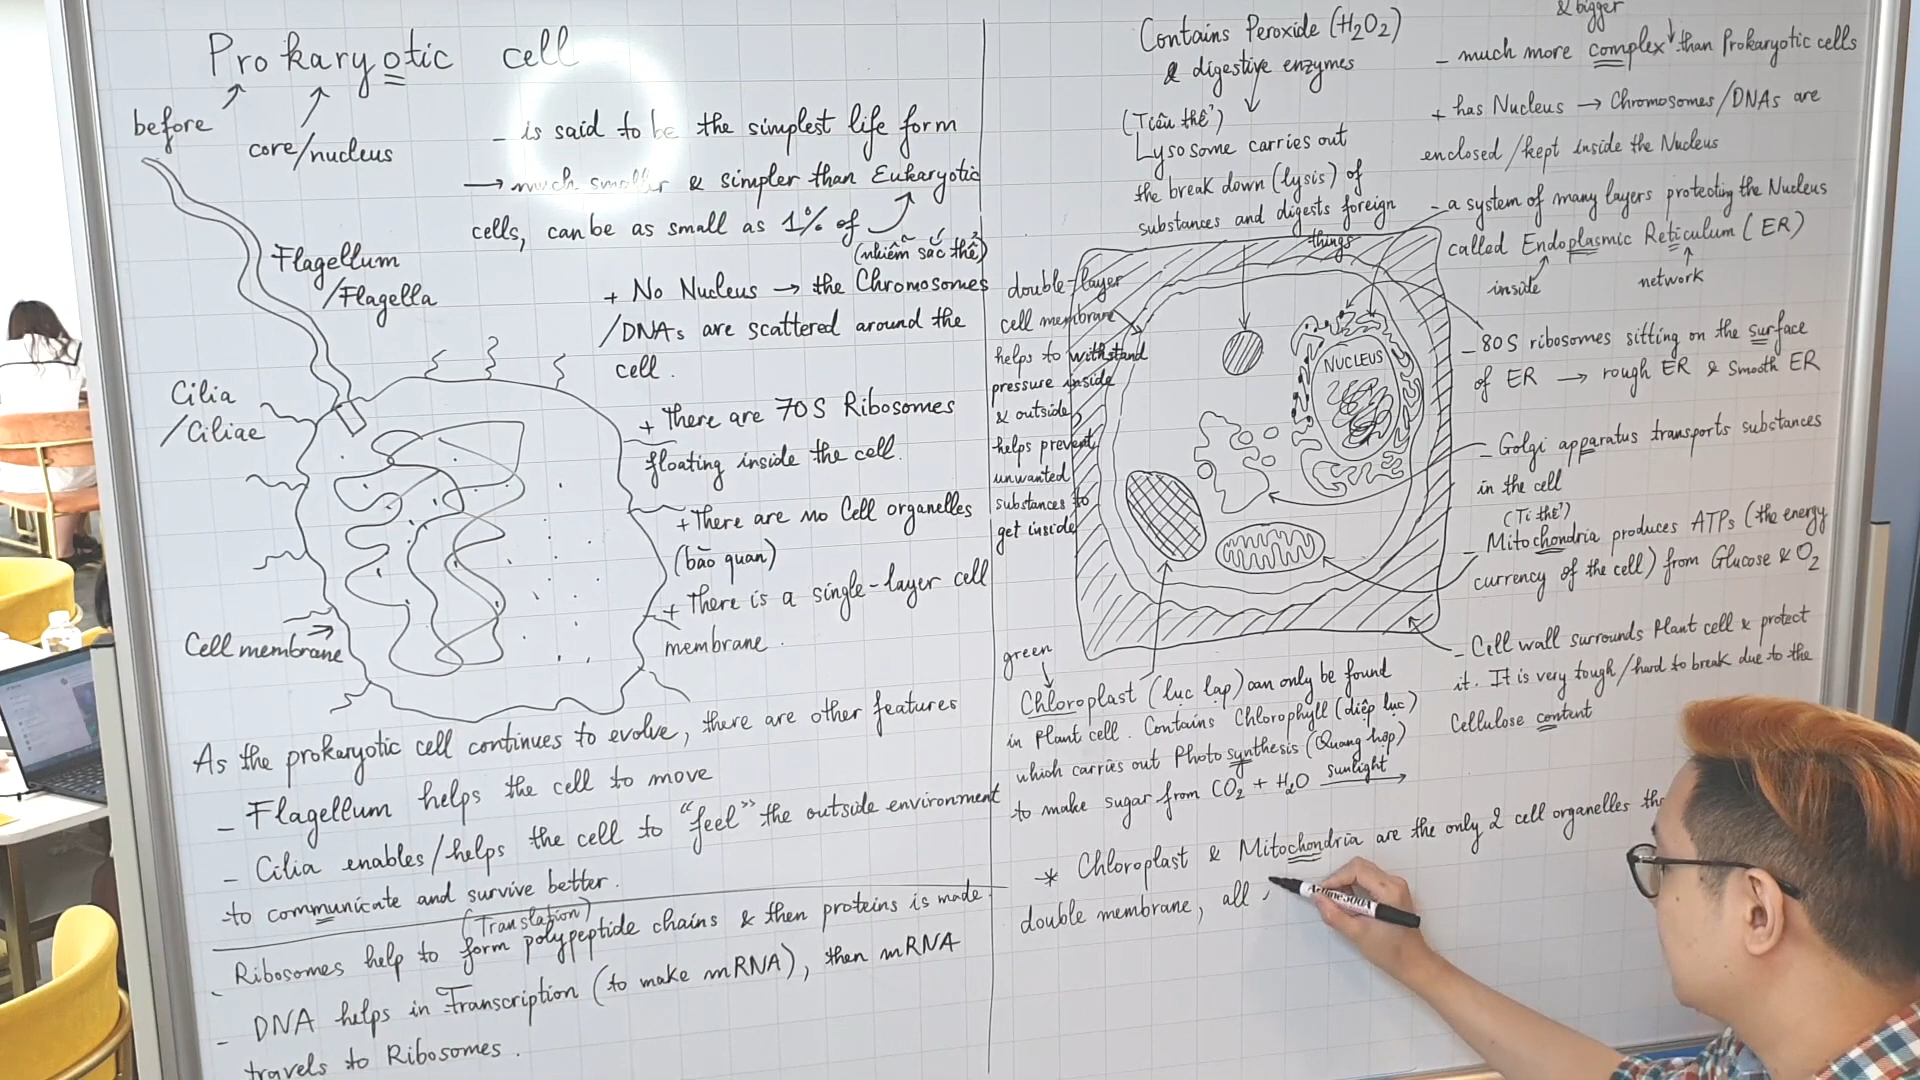 Prokaryotic cell
before
core/nucleus
_ is said to be the simplest life form
→ much smaller & simpler than Eukaryotic
cells, can be as small as 1% of
(nhiễm sắc thể)
Flagellum
/Flagella
+ No Nucleus → the Chromosomes
/DNAs are scattered around the
cell.
Cilia
/Ciliae
+ There are 70S Ribosomes
floating inside the cell.
+ There are no Cell organelles
(bào quan)
+ There is a single-layer cell
membrane.
Cell membrane
As the prokaryotic cell continues to evolve, there are other features
_ Flagellum helps the cell to move
_ Cilia enables/helps the cell to "feel" the outside environment
to communicate and survive better.
(Translation)
- Ribosomes help to form polypeptide chains & then proteins is made.
- DNA helps in Transcription (to make mRNA), then mRNA
travels to Ribosomes.
Contains Peroxide (H2O2)
& digestive enzymes
(Tiêu thể)
Lysosome carries out
the break down (lysis) of
substances and digests foreign
things
double-layer
cell membrane
helps to withstand
pressure inside
& outside,
helps prevent
unwanted
substances to
get inside
NUCLEUS
& bigger
_ much more complex than Prokaryotic cells
+ has Nucleus → Chromosomes/DNAs are
enclosed/kept inside the Nucleus
- a system of many layers protecting the Nucleus
called Endoplasmic Reticulum (ER)
inside
network
_ 80S ribosomes sitting on the surface
of ER → rough ER & Smooth ER
_ Golgi apparatus transports substances
in the cell
(Ti thể)
_ Mitochondria produces ATPs (the energy
currency of the cell) from Glucose & O2
_ Cell wall surrounds Plant cell & protect
it. It is very tough/hard to break due to the
Cellulose content
green
Chloroplast (lục lạp) can only be found
in Plant cell. Contains Chlorophyll (diệp lục)
which carries out Photosynthesis (Quang hợp)
to make sugar from CO2 + H2O sunlight →
* Chloroplast & Mitochondria are the only 2 cell organelles
double membrane, all
Artline 500A